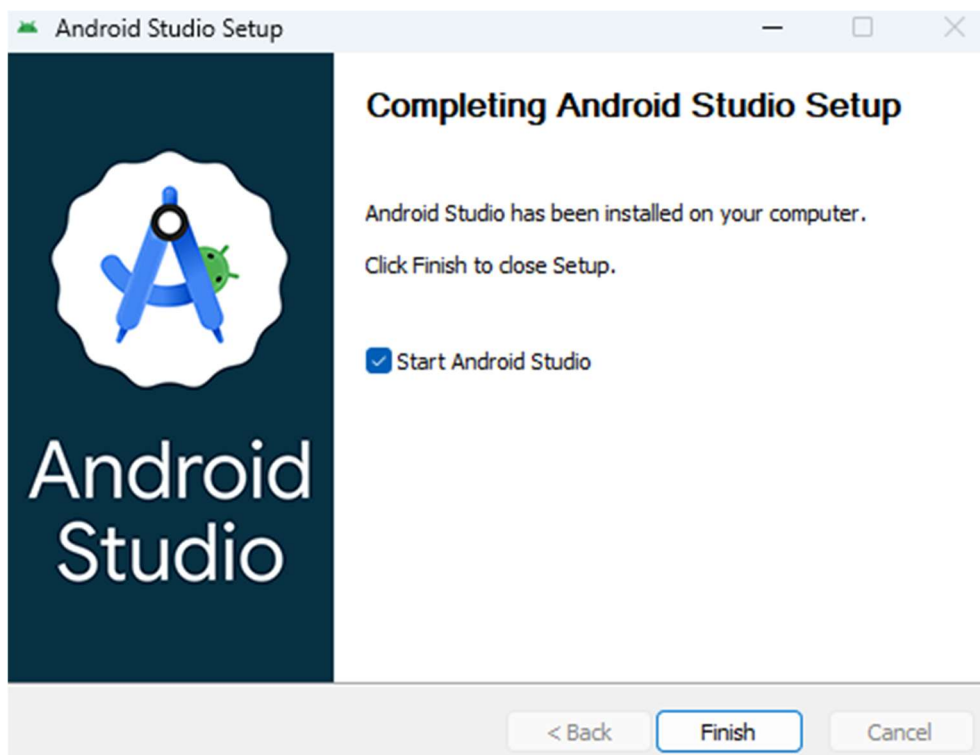 Android Studio Setup
Completing Android Studio Setup
Android Studio has been installed on your computer.
Click Finish to close Setup.
Start Android Studio
Android
Studio
< Back
Finish
Cancel